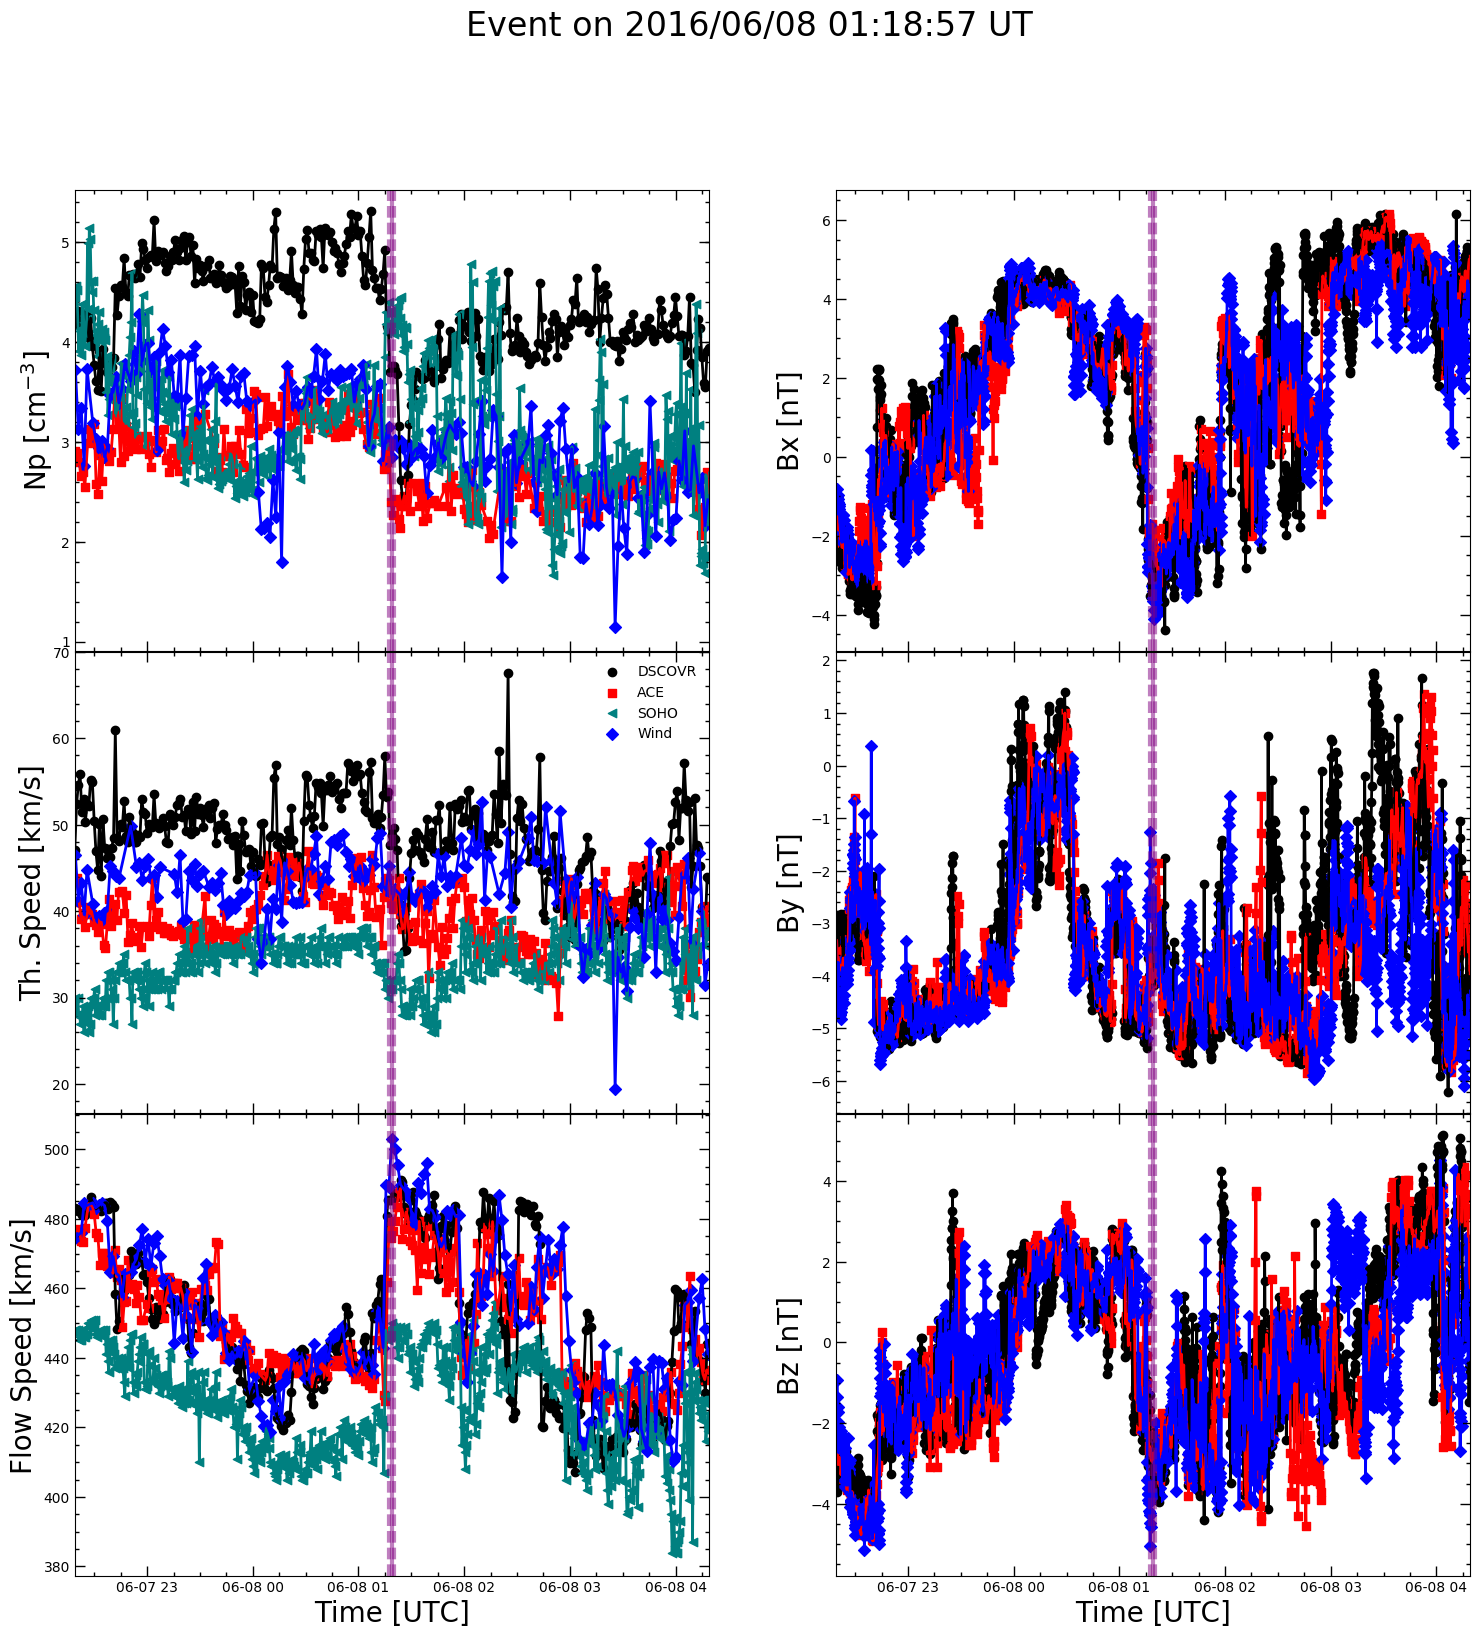 Event on 2016/06/08 01:18:57 UT
Np [cm⁻³]
5
4
3
2
1
Th. Speed [km/s]
70
60
50
40
30
20
DSCOVR
ACE
SOHO
Wind
Flow Speed [km/s]
500
480
460
440
420
400
380
06-07 23 06-08 00 06-08 01 06-08 02 06-08 03 06-08 04
Time [UTC]
Bx [nT]
6
4
2
0
−2
−4
By [nT]
2
1
0
−1
−2
−3
−4
−5
−6
Bz [nT]
4
2
0
−2
−4
06-07 23 06-08 00 06-08 01 06-08 02 06-08 03 06-08 04
Time [UTC]